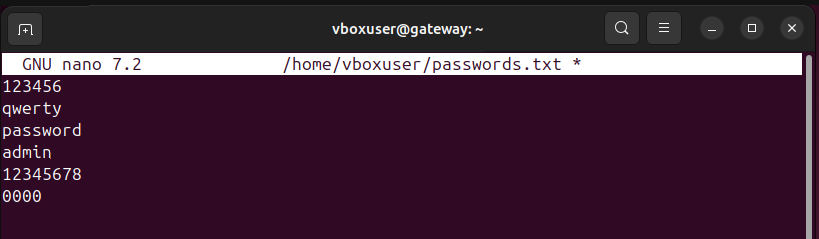 vboxuser@gateway: ~
GNU nano 7.2 /home/vboxuser/passwords.txt *
123456
qwerty
password
admin
12345678
0000